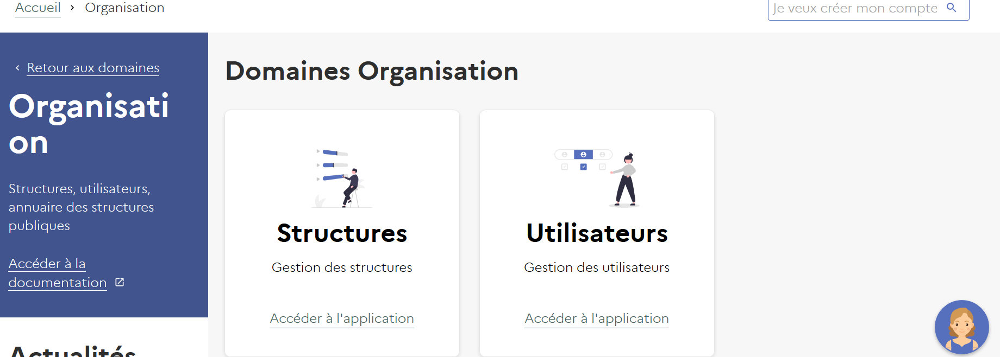 Accueil > Organisation
Je veux créer mon compte
Retour aux domaines
Organisati
on
Structures, utilisateurs,
annuaire des structures
publiques
Accéder à la
documentation
Actualités
Domaines Organisation
Structures
Gestion des structures
Accéder à l'application
Utilisateurs
Gestion des utilisateurs
Accéder à l'application